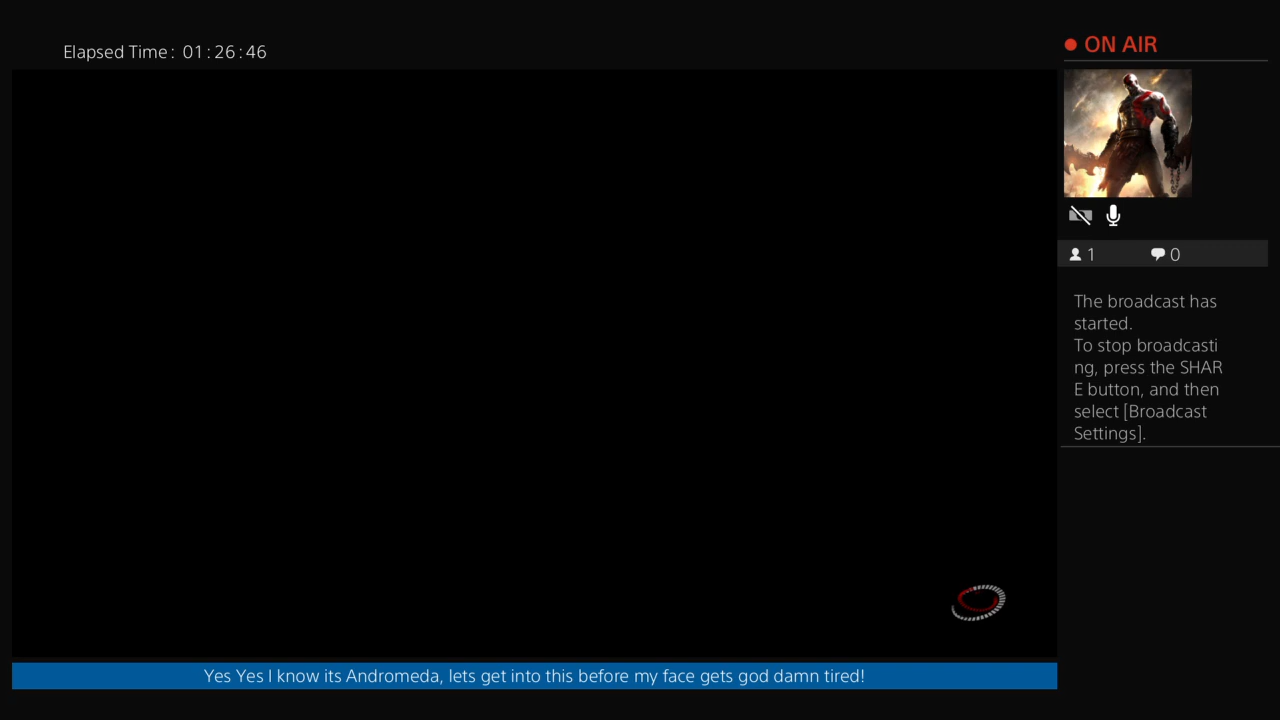 Elapsed Time: 01:26:46
ON AIR
1
0
The broadcast has
started.
To stop broadcasti
ng, press the SHAR
E button, and then
select [Broadcast
Settings].
Yes Yes I know its Andromeda, lets get into this before my face gets god damn tired!